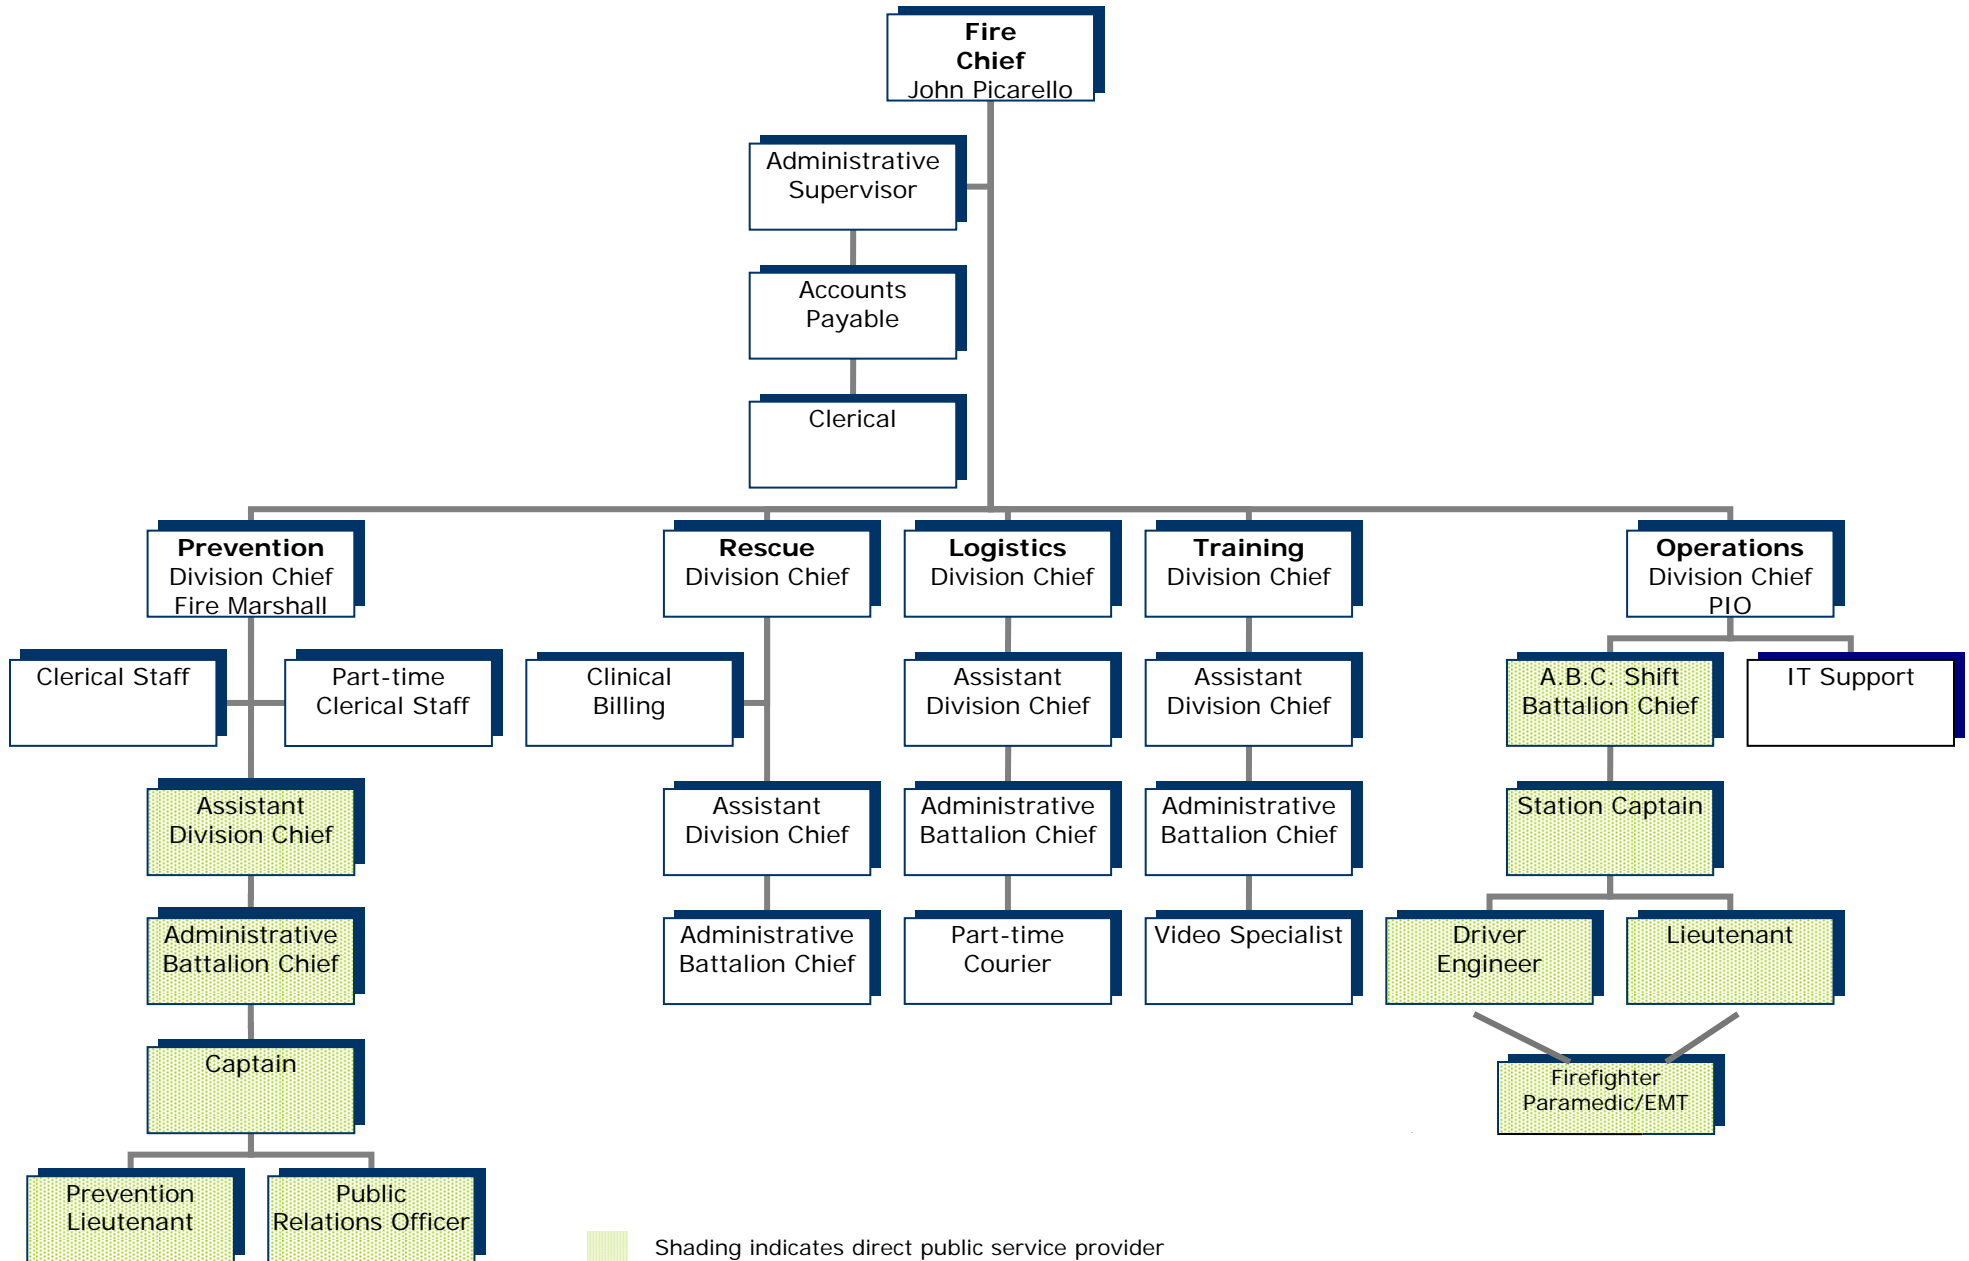 Fire
Chief
John Picarello
Administrative
Supervisor
Accounts
Payable
Clerical
Prevention
Division Chief
Fire Marshall
Rescue
Division Chief
Logistics
Division Chief
Training
Division Chief
Operations
Division Chief
PIO
Clerical Staff
Part-time
Clerical Staff
Clinical
Billing
Assistant
Division Chief
Assistant
Division Chief
A.B.C. Shift
Battalion Chief
IT Support
Assistant
Division Chief
Assistant
Division Chief
Administrative
Battalion Chief
Administrative
Battalion Chief
Station Captain
Administrative
Battalion Chief
Administrative
Battalion Chief
Part-time
Courier
Video Specialist
Driver
Engineer
Lieutenant
Captain
Firefighter
Paramedic/EMT
Prevention
Lieutenant
Public
Relations Officer
Shading indicates direct public service provider